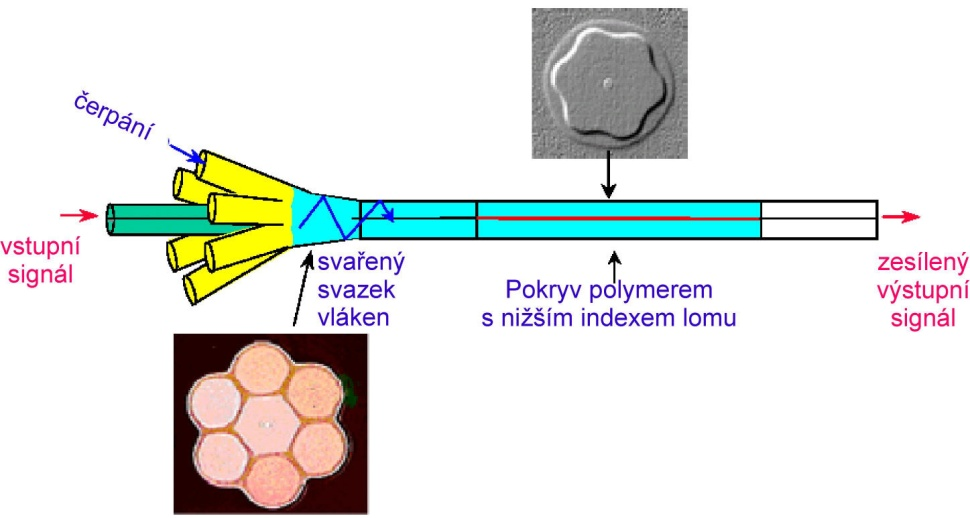 čerpání
vstupní
signál
svařený
svazek
vláken
Pokryv polymerem
s nižším indexem lomu
zesílený
výstupní
signál